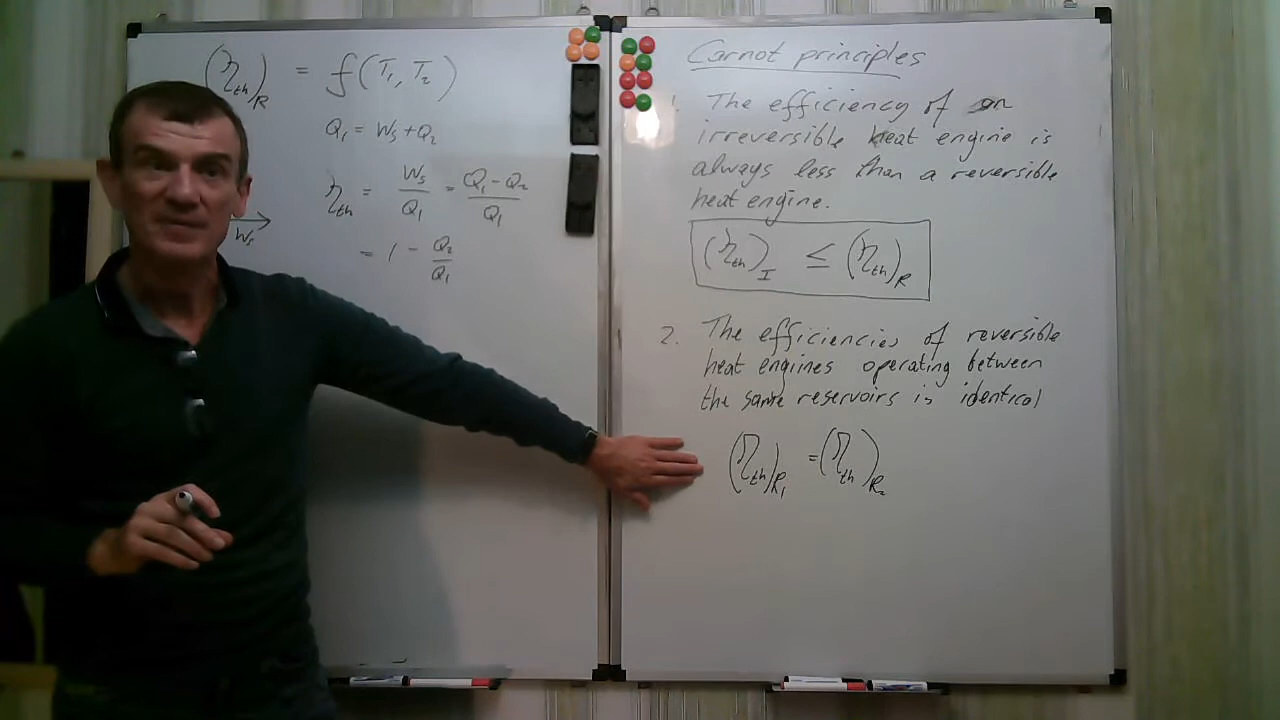 (η_th)_R = f(T₁, T₂)
Q₁ = W_s + Q₂
η_th = W_s/Q₁ = Q₁-Q₂/Q₁
= 1 - Q₂/Q₁
W_s
Carnot principles
1. The efficiency of an
irreversible heat engine is
always less than a reversible
heat engine.
(η_th)_I ≤ (η_th)_R
2. The efficiencies of reversible
heat engines operating between
the same reservoirs is identical
(η_th)_R₁ = (η_th)_R₂